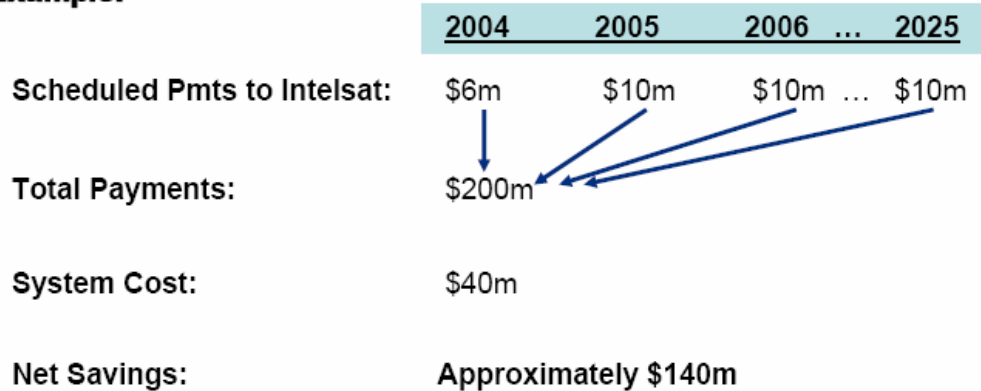 Example:
2004 2005 2006 ... 2025
Scheduled Pmts to Intelsat: $6m $10m $10m ... $10m
Total Payments: $200m
System Cost: $40m
Net Savings: Approximately $140m